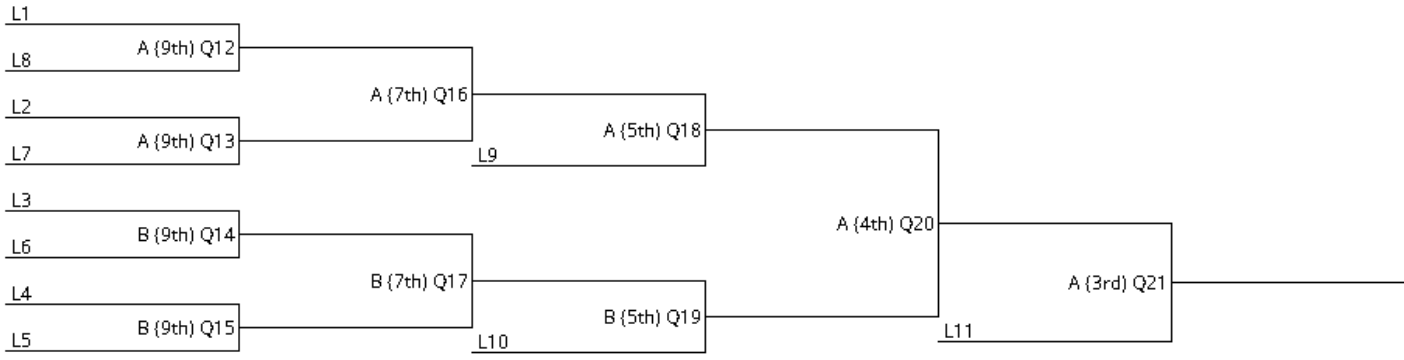 L1
A {9th) Q12
L8
A {7th) Q16
L2
A {9th) Q13
L7
A {5th) Q18
L9
L3
B {9th) Q14
L6
A {4th) Q20
B {7th) Q17
L4
B {9th) Q15
L5
B {5th) Q19
L10
A {3rd) Q21
L11